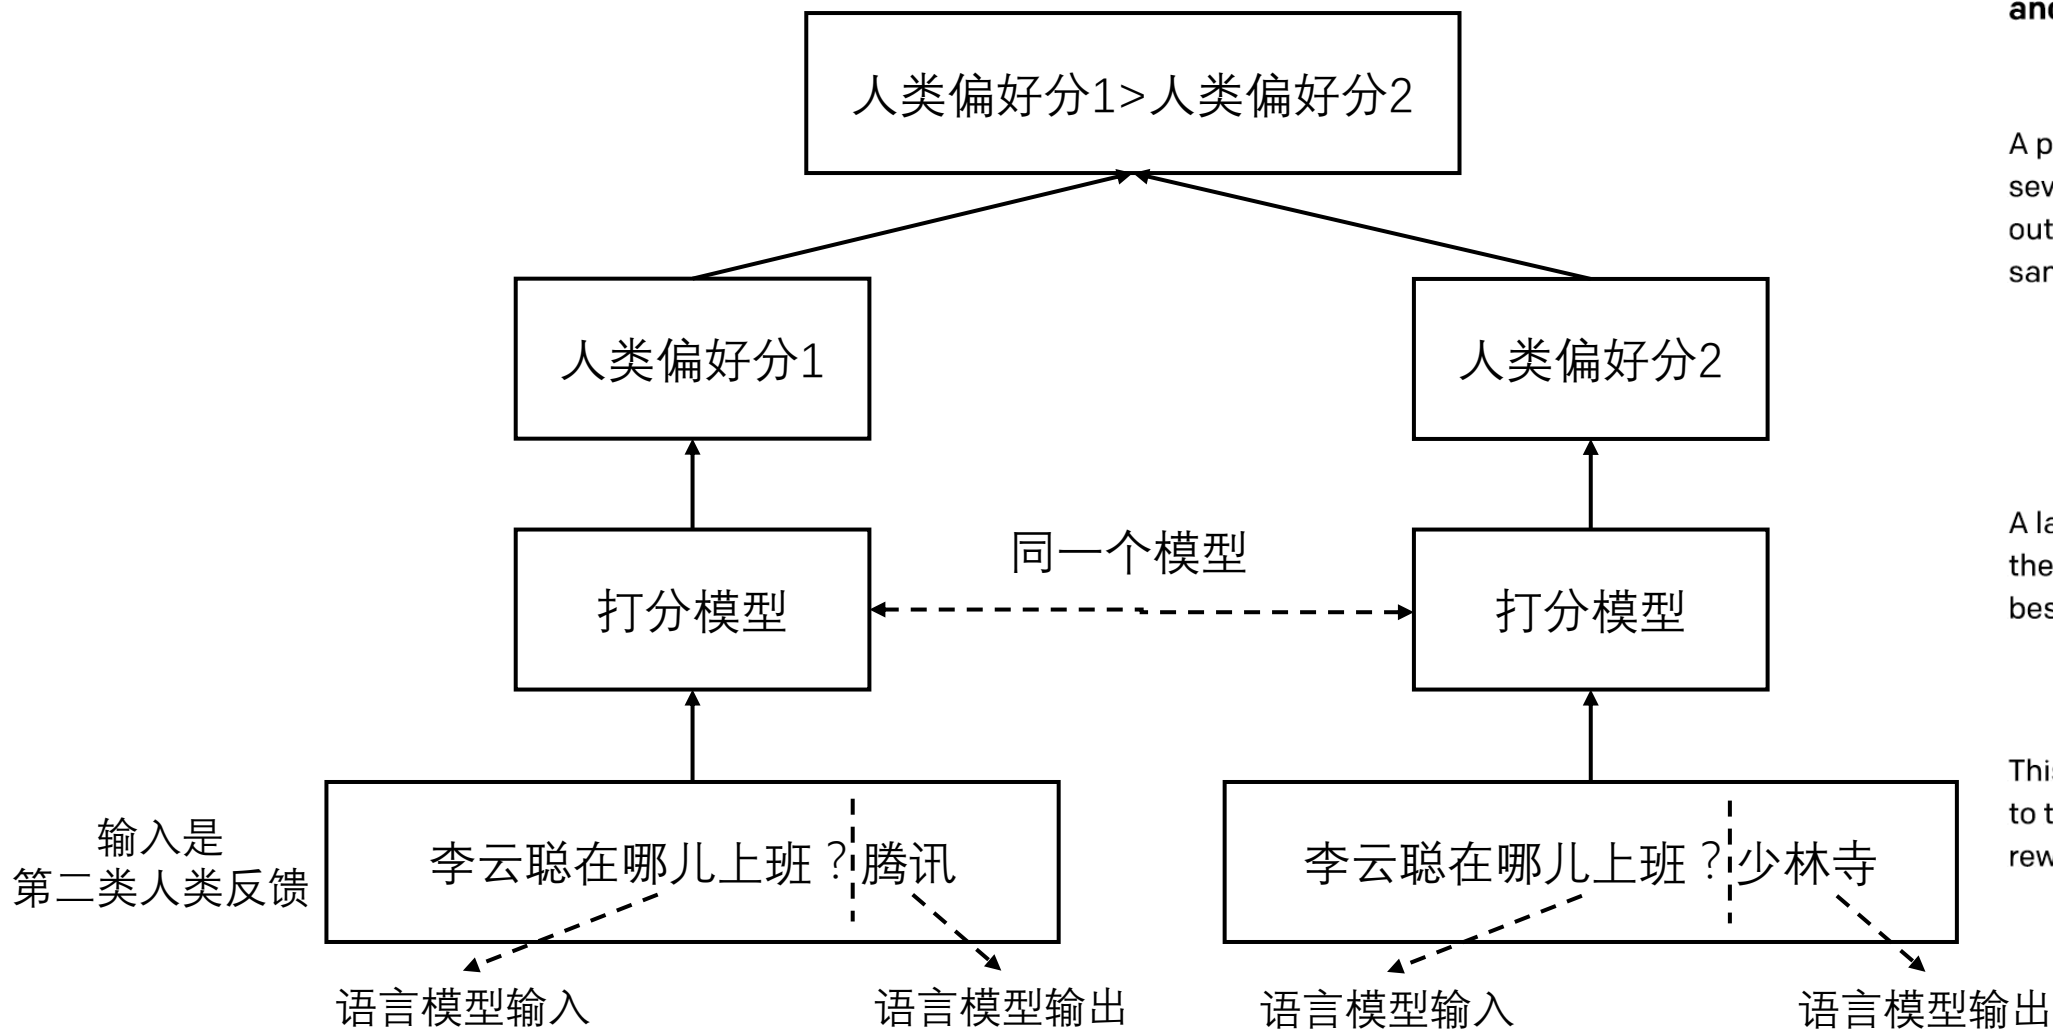 人类偏好分1>人类偏好分2
人类偏好分1
人类偏好分2
同一个模型
打分模型
打分模型
输入是
第二类人类反馈
李云聪在哪儿上班?腾讯
李云聪在哪儿上班?少林寺
语言模型输入
语言模型输出
语言模型输入
语言模型输出
A
out
A
the
to